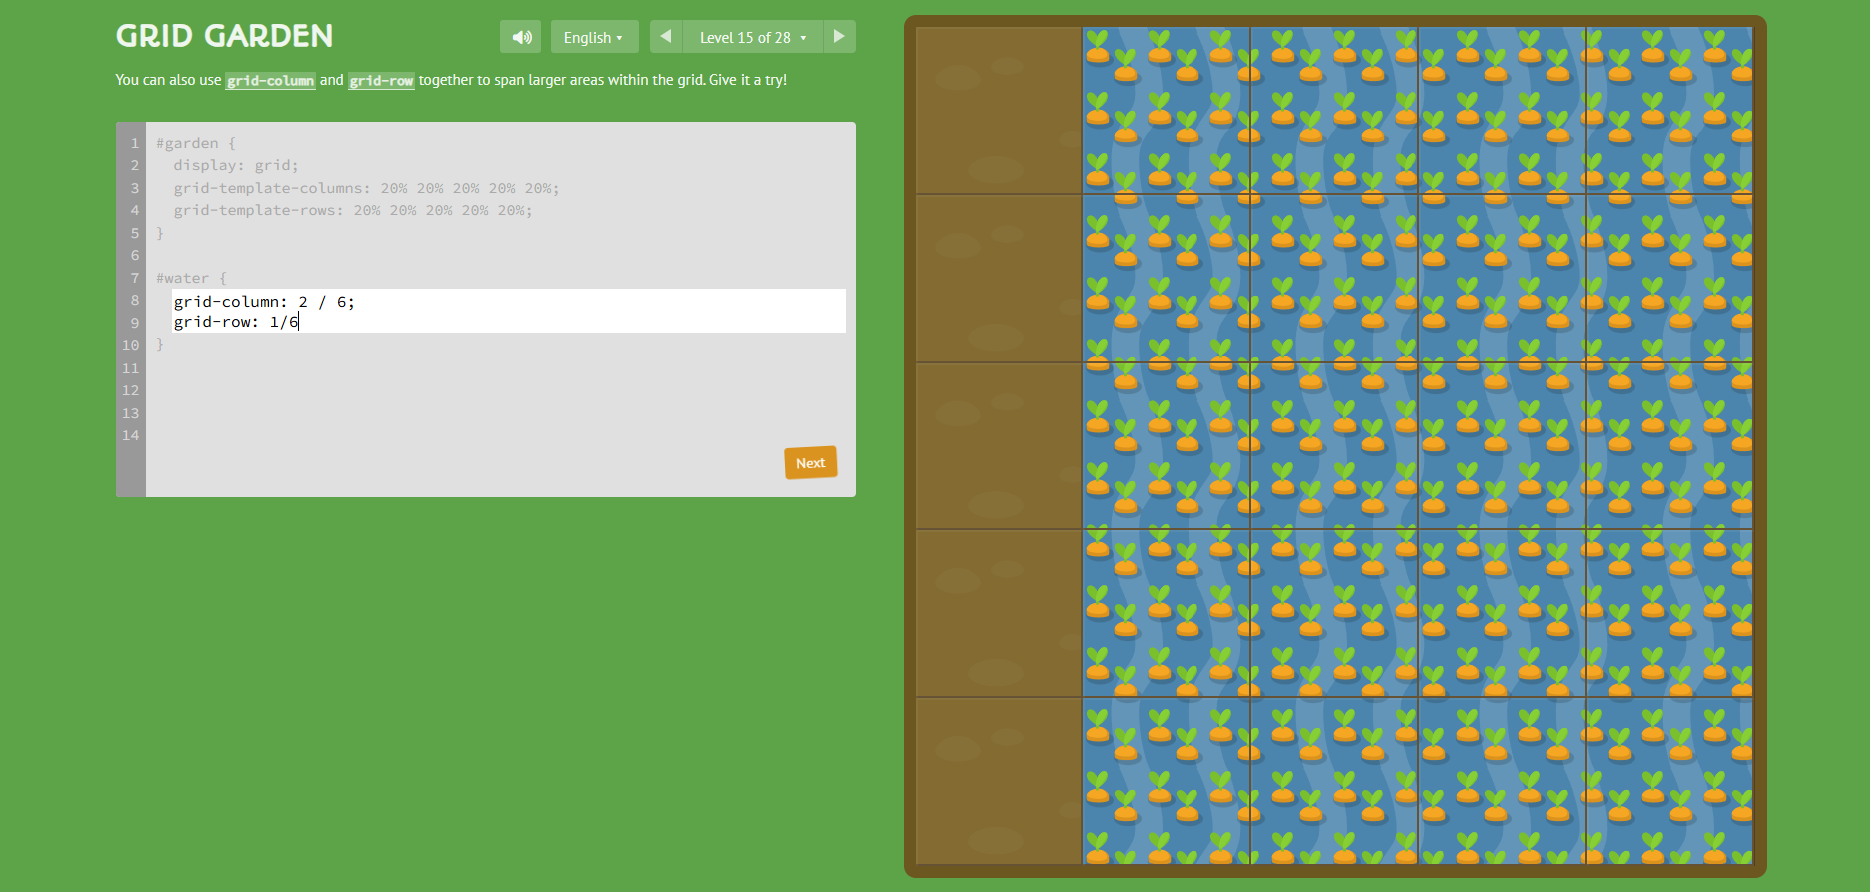 GRID GARDEN
English ▾
◀ Level 15 of 28 ▾ ▶
You can also use grid-column and grid-row together to span larger areas within the grid. Give it a try!
1 #garden {
2 display: grid;
3 grid-template-columns: 20% 20% 20% 20% 20%;
4 grid-template-rows: 20% 20% 20% 20% 20%;
5 }
6
7 #water {
8 grid-column: 2 / 6;
9 grid-row: 1/6
10 }
11
12
13
14
Next